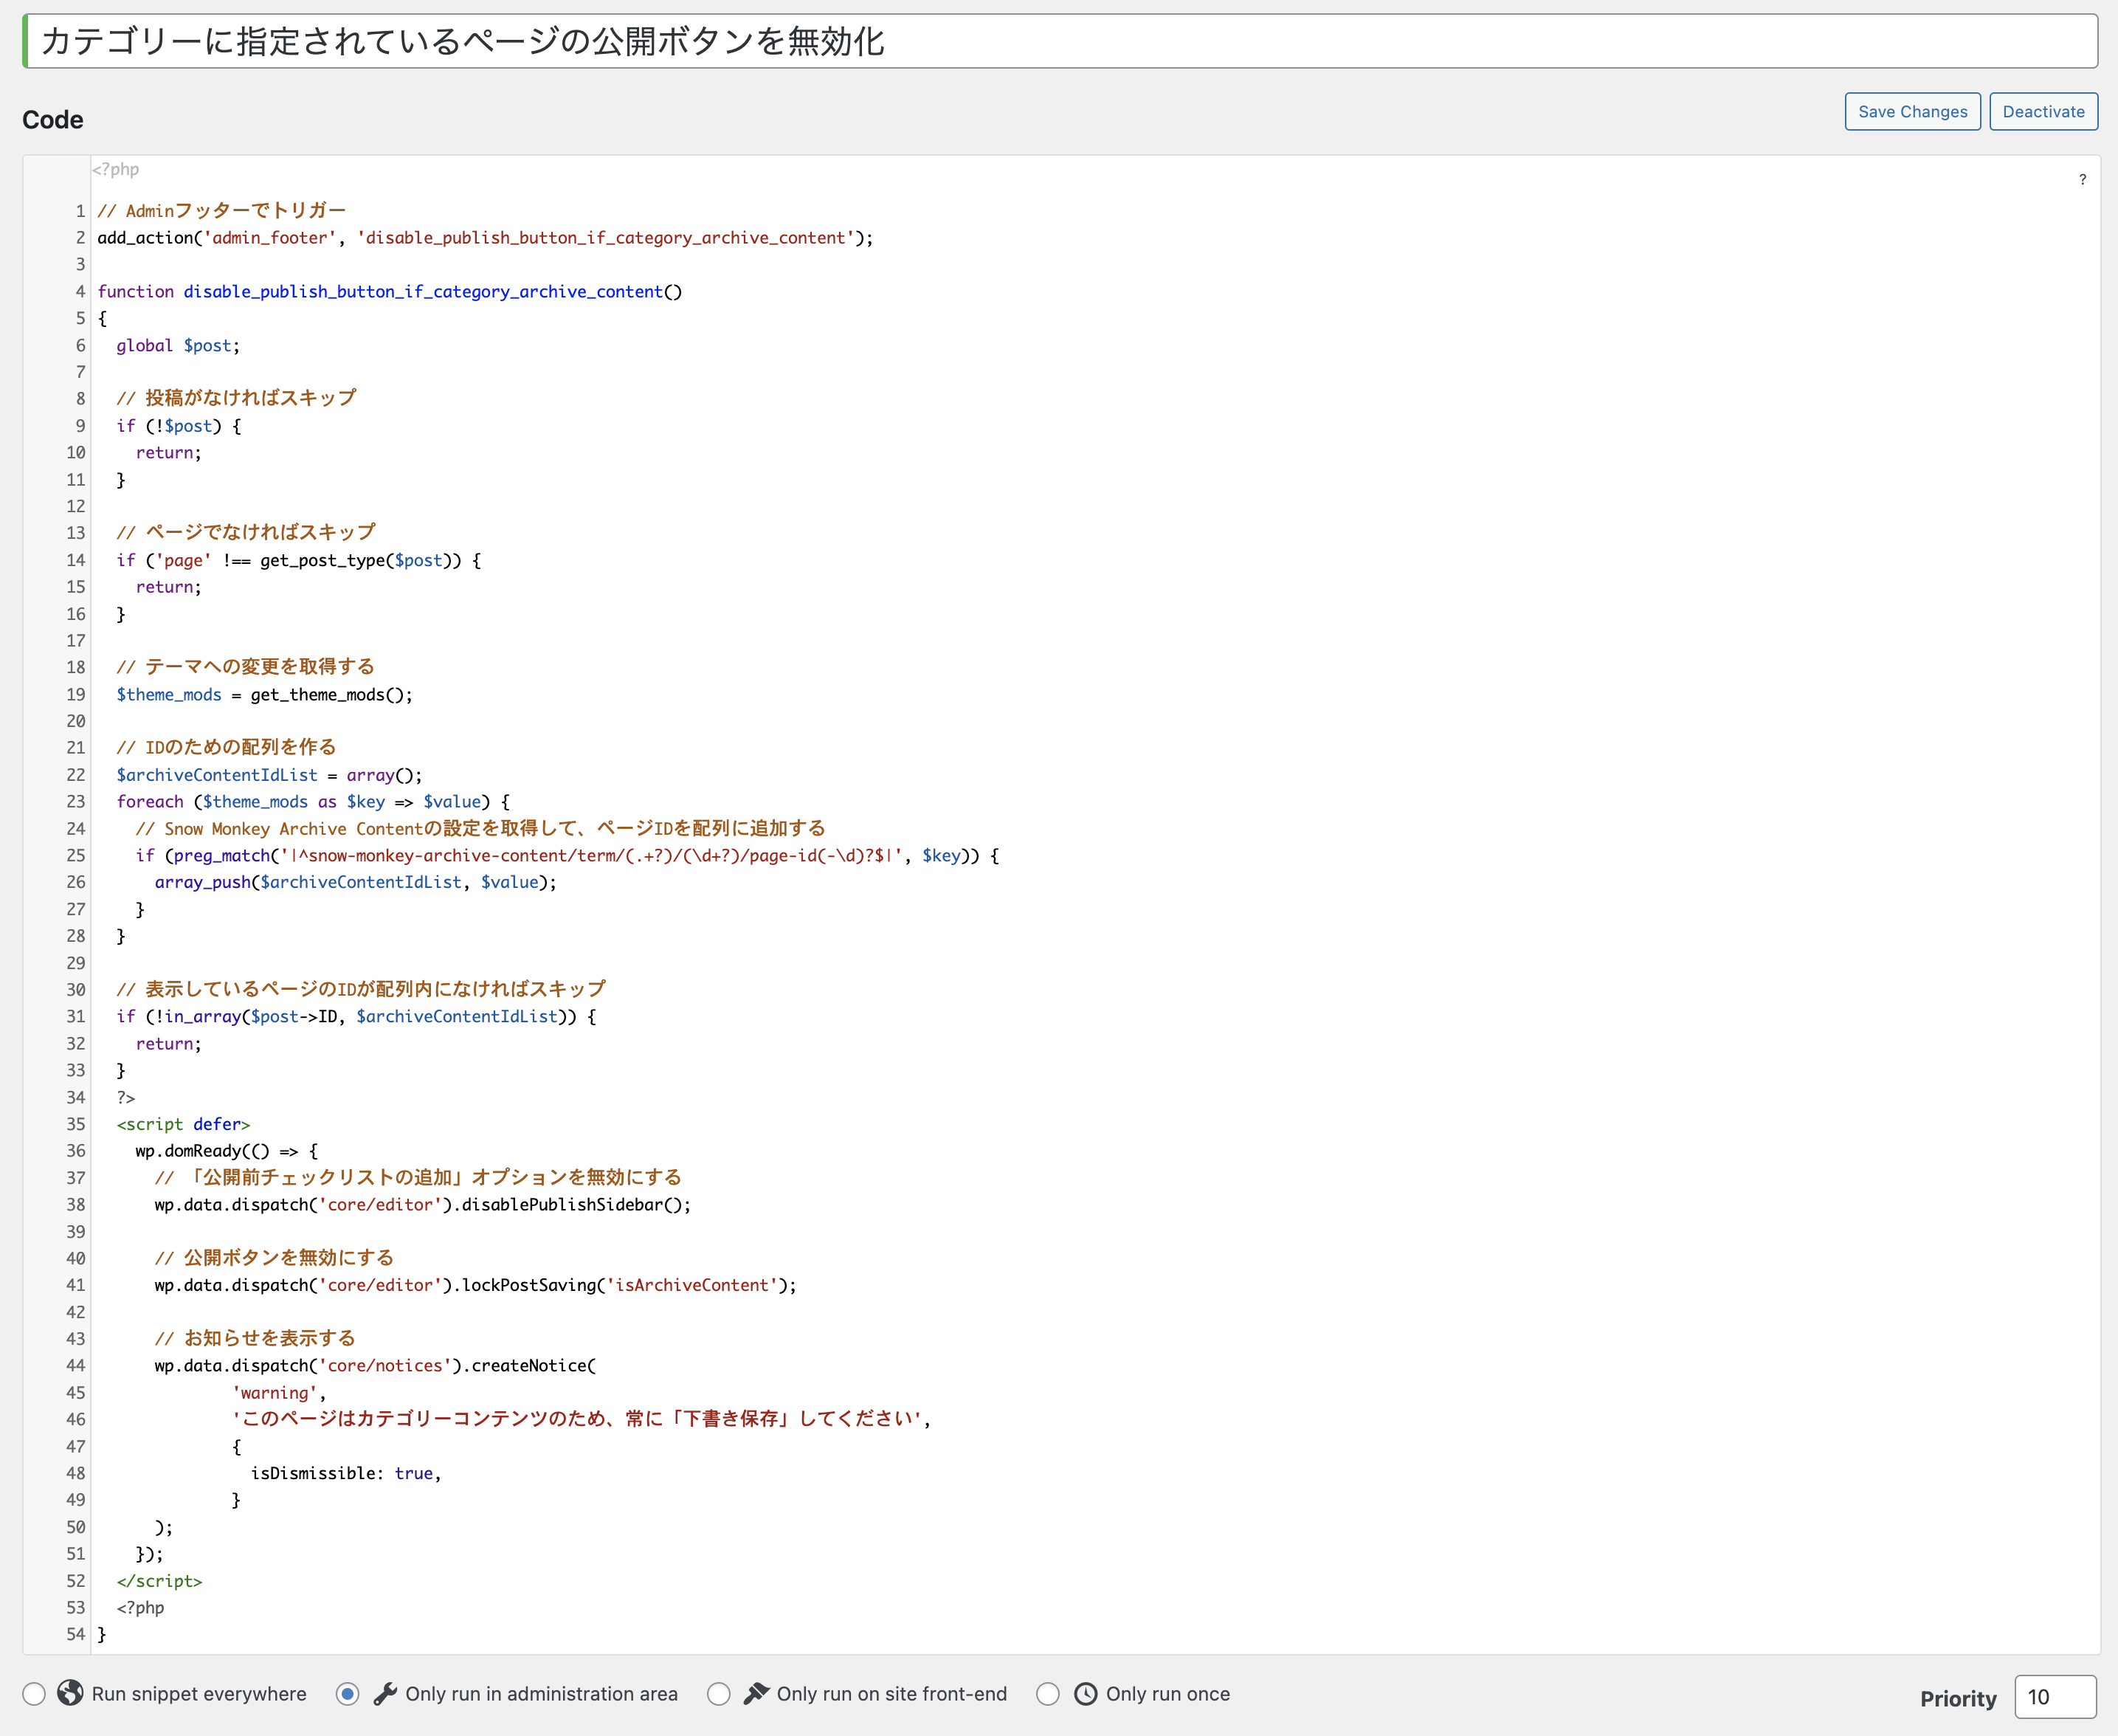 カテゴリーに指定されているページの公開ボタンを無効化
Code
Save Changes
Deactivate
<?php
?
1 // Adminフッターでトリガー
2 add_action('admin_footer', 'disable_publish_button_if_category_archive_content');
3
4 function disable_publish_button_if_category_archive_content()
5 {
6   global $post;
7
8   // 投稿がなければスキップ
9   if (!$post) {
10     return;
11   }
12
13   // ページでなければスキップ
14   if ('page' !== get_post_type($post)) {
15     return;
16   }
17
18   // テーマへの変更を取得する
19   $theme_mods = get_theme_mods();
20
21   // IDのための配列を作る
22   $archiveContentIdList = array();
23   foreach ($theme_mods as $key => $value) {
24     // Snow Monkey Archive Contentの設定を取得して、ページIDを配列に追加する
25     if (preg_match('|^snow-monkey-archive-content/term/(.+?)/(\d+?)/page-id(-\d)?$|', $key)) {
26       array_push($archiveContentIdList, $value);
27     }
28   }
29
30   // 表示しているページのIDが配列内になければスキップ
31   if (!in_array($post->ID, $archiveContentIdList)) {
32     return;
33   }
34   ?>
35   <script defer>
36     wp.domReady(() => {
37       // 「公開前チェックリストの追加」オプションを無効にする
38       wp.data.dispatch('core/editor').disablePublishSidebar();
39
40       // 公開ボタンを無効にする
41       wp.data.dispatch('core/editor').lockPostSaving('isArchiveContent');
42
43       // お知らせを表示する
44       wp.data.dispatch('core/notices').createNotice(
45               'warning',
46               'このページはカテゴリーコンテンツのため、常に「下書き保存」してください',
47               {
48                 isDismissible: true,
49               }
50       );
51     });
52   </script>
53   <?php
54 }
Run snippet everywhere
Only run in administration area
Only run on site front-end
Only run once
Priority
10